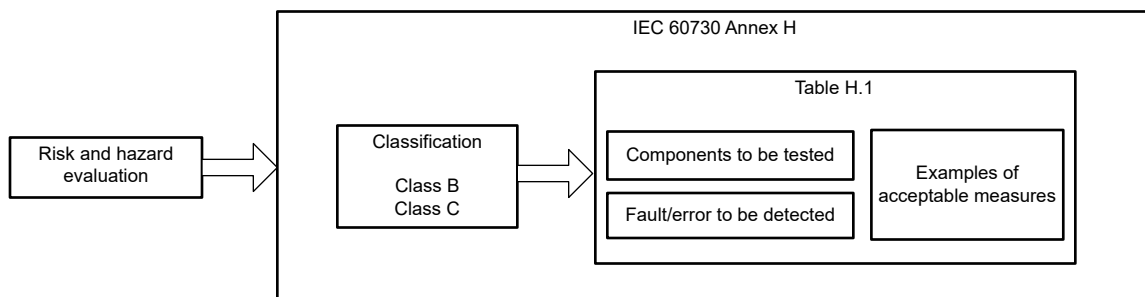 IEC 60730 Annex H
Risk and hazard
evaluation
Classification
Class B
Class C
Table H.1
Components to be tested
Fault/error to be detected
Examples of
acceptable measures